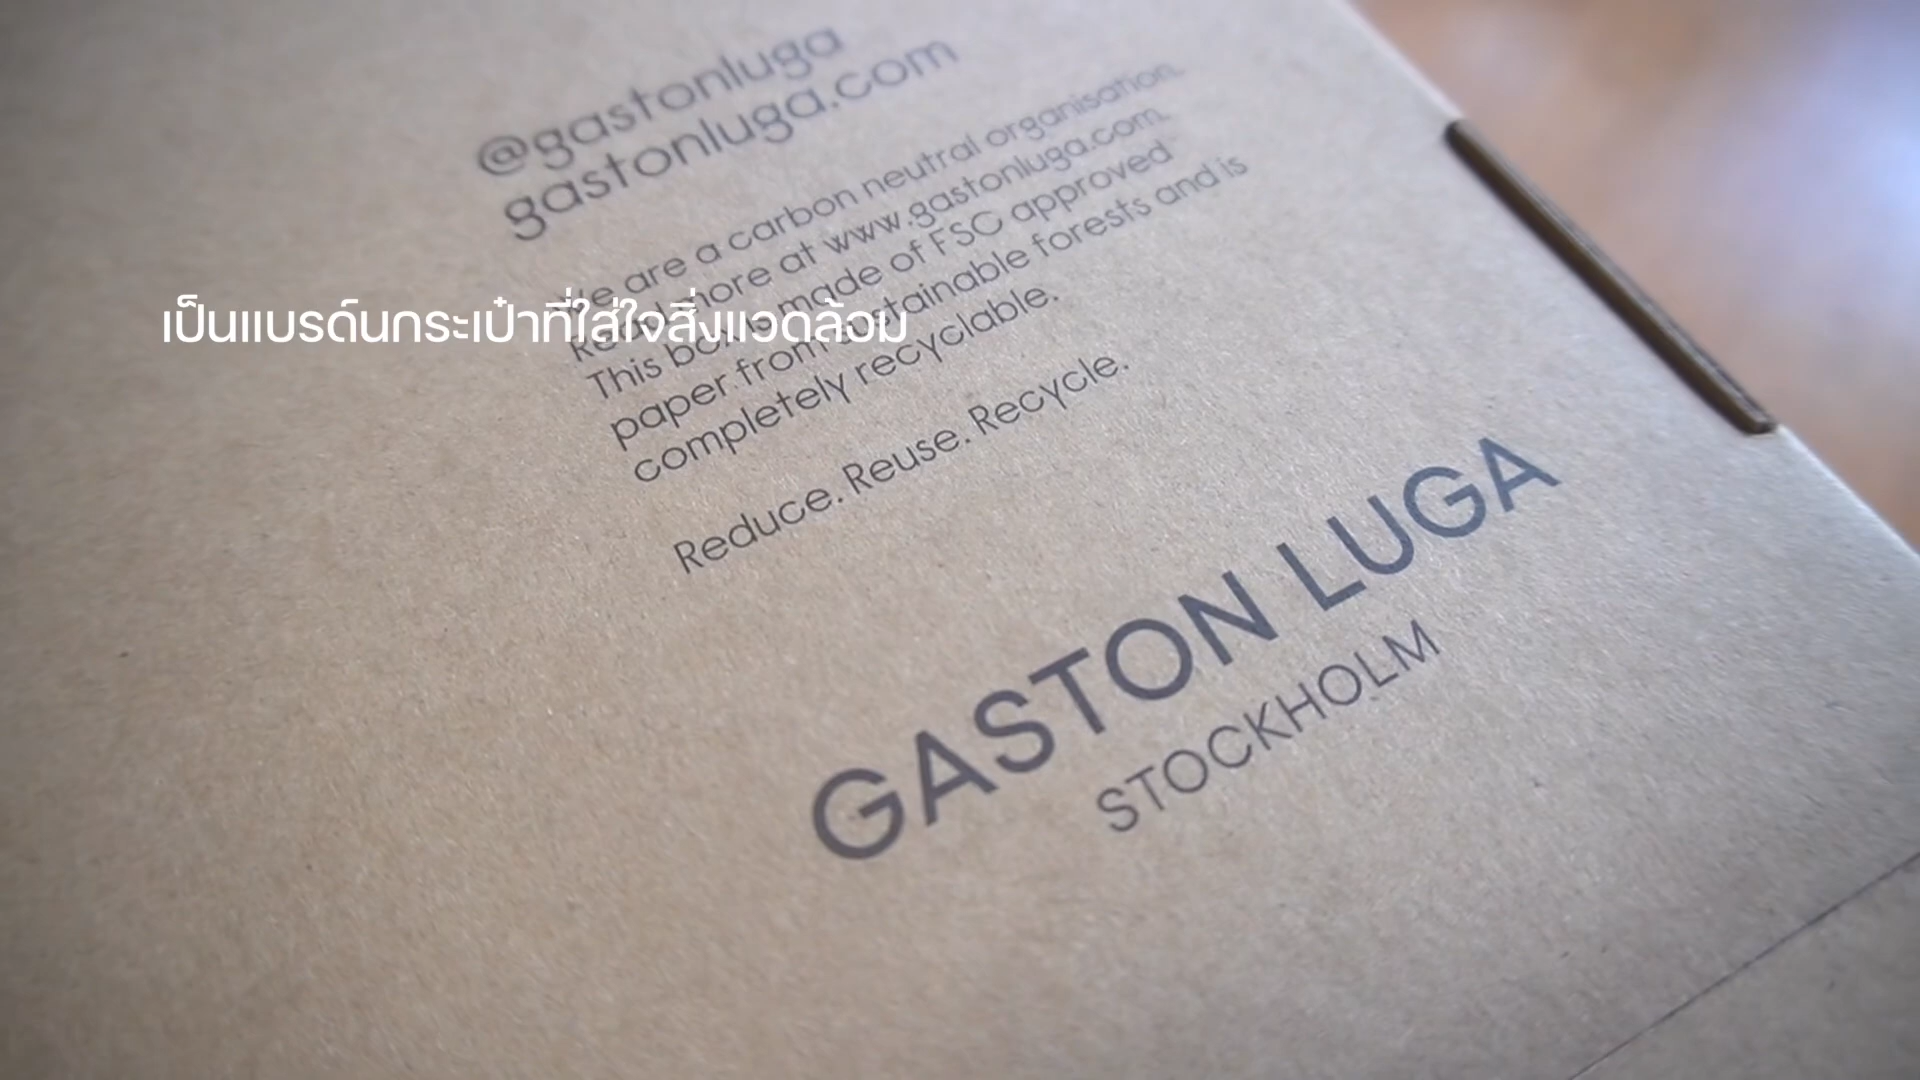 @gastonluga
gastonluga.com
We are a carbon neutral organisation.
Read more at www.gastonluga.com.
This box is made of FSC approved
paper from sustainable forests and is
completely recyclable.
Reduce. Reuse. Recycle.
เป็นแบรด์นกระเป๋าที่ใส่ใจสิ่งแวดล้อม
GASTON LUGA
STOCKHOLM